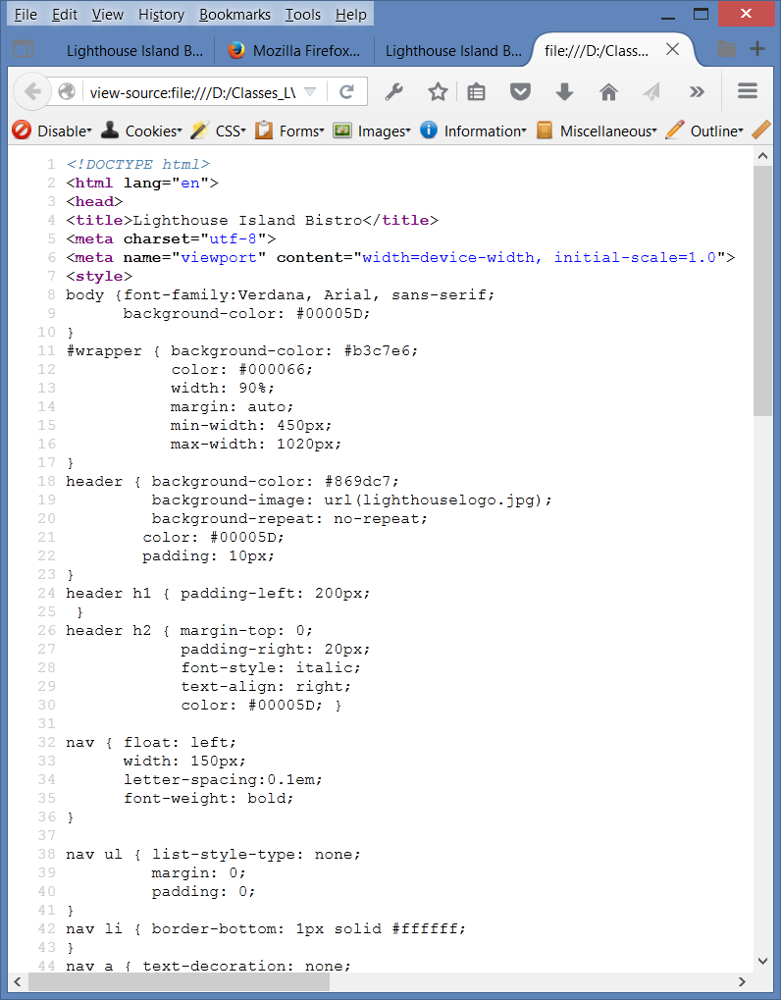 File Edit View History Bookmarks Tools Help
Lighthouse Island B... Mozilla Firefox... Lighthouse Island B... file:///D:/Class...
view-source:file:///D:/Classes_L
Disable Cookies CSS Forms Images Information Miscellaneous Outline
1 <!DOCTYPE html>
2 <html lang="en">
3 <head>
4 <title>Lighthouse Island Bistro</title>
5 <meta charset="utf-8">
6 <meta name="viewport" content="width=device-width, initial-scale=1.0">
7 <style>
8 body {font-family:Verdana, Arial, sans-serif;
9 background-color: #00005D;
10 }
11 #wrapper { background-color: #b3c7e6;
12 color: #000066;
13 width: 90%;
14 margin: auto;
15 min-width: 450px;
16 max-width: 1020px;
17 }
18 header { background-color: #869dc7;
19 background-image: url(lighthouselogo.jpg);
20 background-repeat: no-repeat;
21 color: #00005D;
22 padding: 10px;
23 }
24 header h1 { padding-left: 200px;
25 }
26 header h2 { margin-top: 0;
27 padding-right: 20px;
28 font-style: italic;
29 text-align: right;
30 color: #00005D; }
31
32 nav { float: left;
33 width: 150px;
34 letter-spacing:0.1em;
35 font-weight: bold;
36 }
37
38 nav ul { list-style-type: none;
39 margin: 0;
40 padding: 0;
41 }
42 nav li { border-bottom: 1px solid #ffffff;
43 }
44 nav a { text-decoration: none;